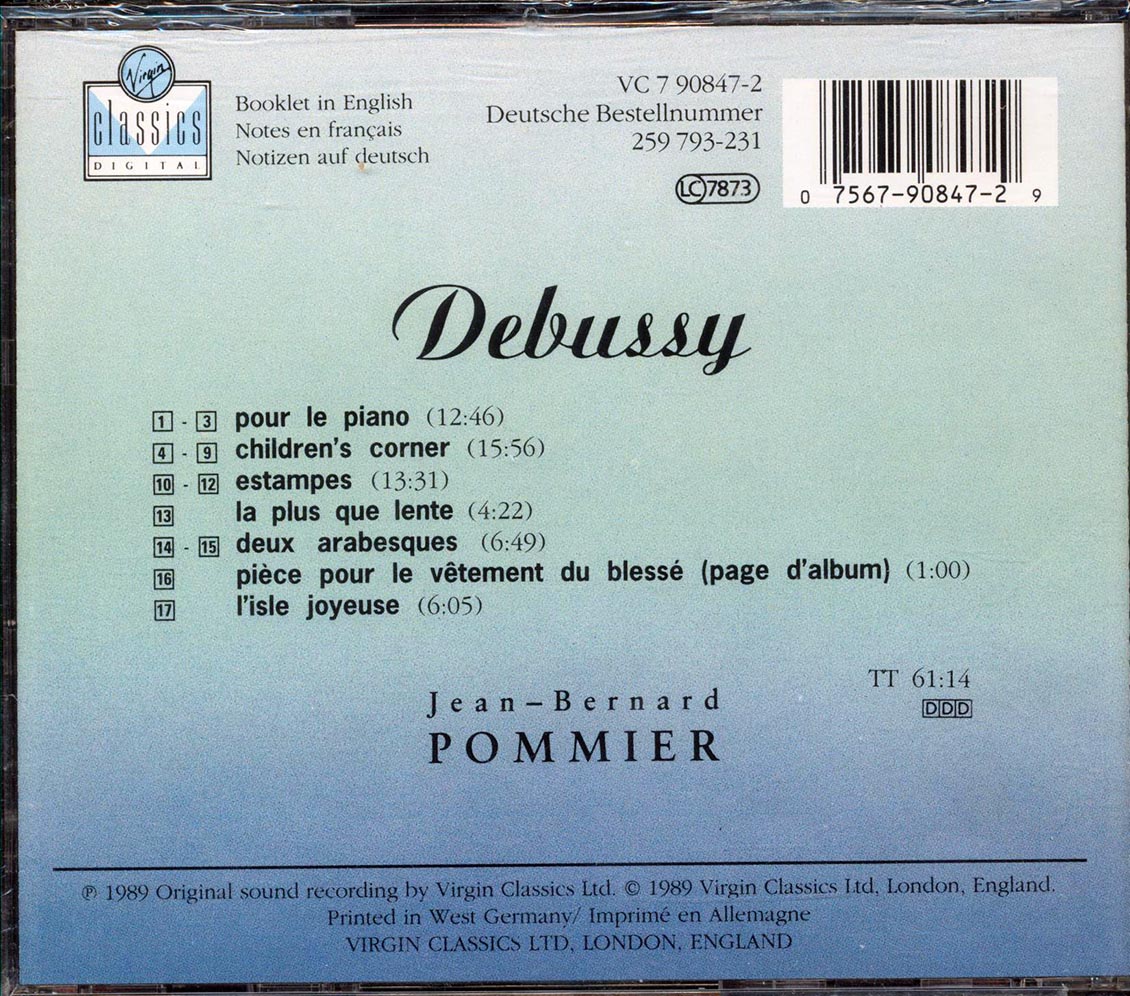 Virgin
classics
DIGITAL
Booklet in English
Notes en français
Notizen auf deutsch
VC 7 90847-2
Deutsche Bestellnummer
259 793-231
LC 7873
0 7567-90847-2 9
Debussy
1 - 3 pour le piano (12:46)
4 - 9 children's corner (15:56)
10 - 12 estampes (13:31)
13 la plus que lente (4:22)
14 - 15 deux arabesques (6:49)
16 pièce pour le vêtement du blessé (page d'album) (1:00)
17 l'isle joyeuse (6:05)
TT 61:14
DDD
Jean-Bernard
POMMIER
℗ 1989 Original sound recording by Virgin Classics Ltd. © 1989 Virgin Classics Ltd, London, England.
Printed in West Germany/ Imprimé en Allemagne
VIRGIN CLASSICS LTD, LONDON, ENGLAND